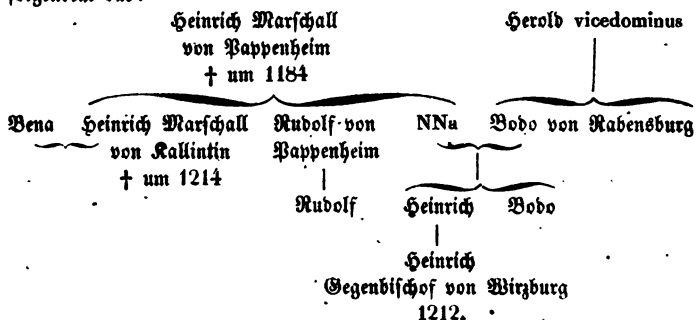 Heinrich Marschall
von Pappenheim
† um 1184
Herold vicedominus
Bena
Heinrich Marschall
von Kallintin
† um 1214
Rudolf von
Pappenheim
NNa
Bodo von Rabensburg
Rudolf
Heinrich
Bodo
Heinrich
Gegenbischof von Wirzburg
1212.